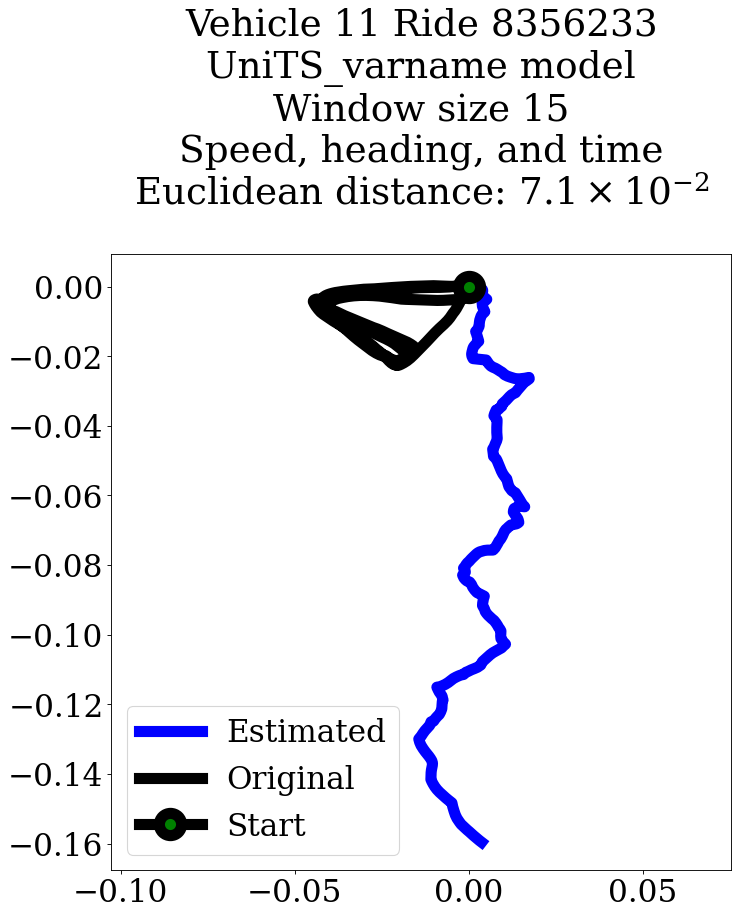 Vehicle 11 Ride 8356233
UniTS_varname model
Window size 15
Speed, heading, and time
Euclidean distance: 7.1 × 10⁻²
0.00
−0.02
−0.04
−0.06
−0.08
−0.10
−0.12
−0.14
−0.16
Estimated
Original
Start
−0.10 −0.05 0.00 0.05